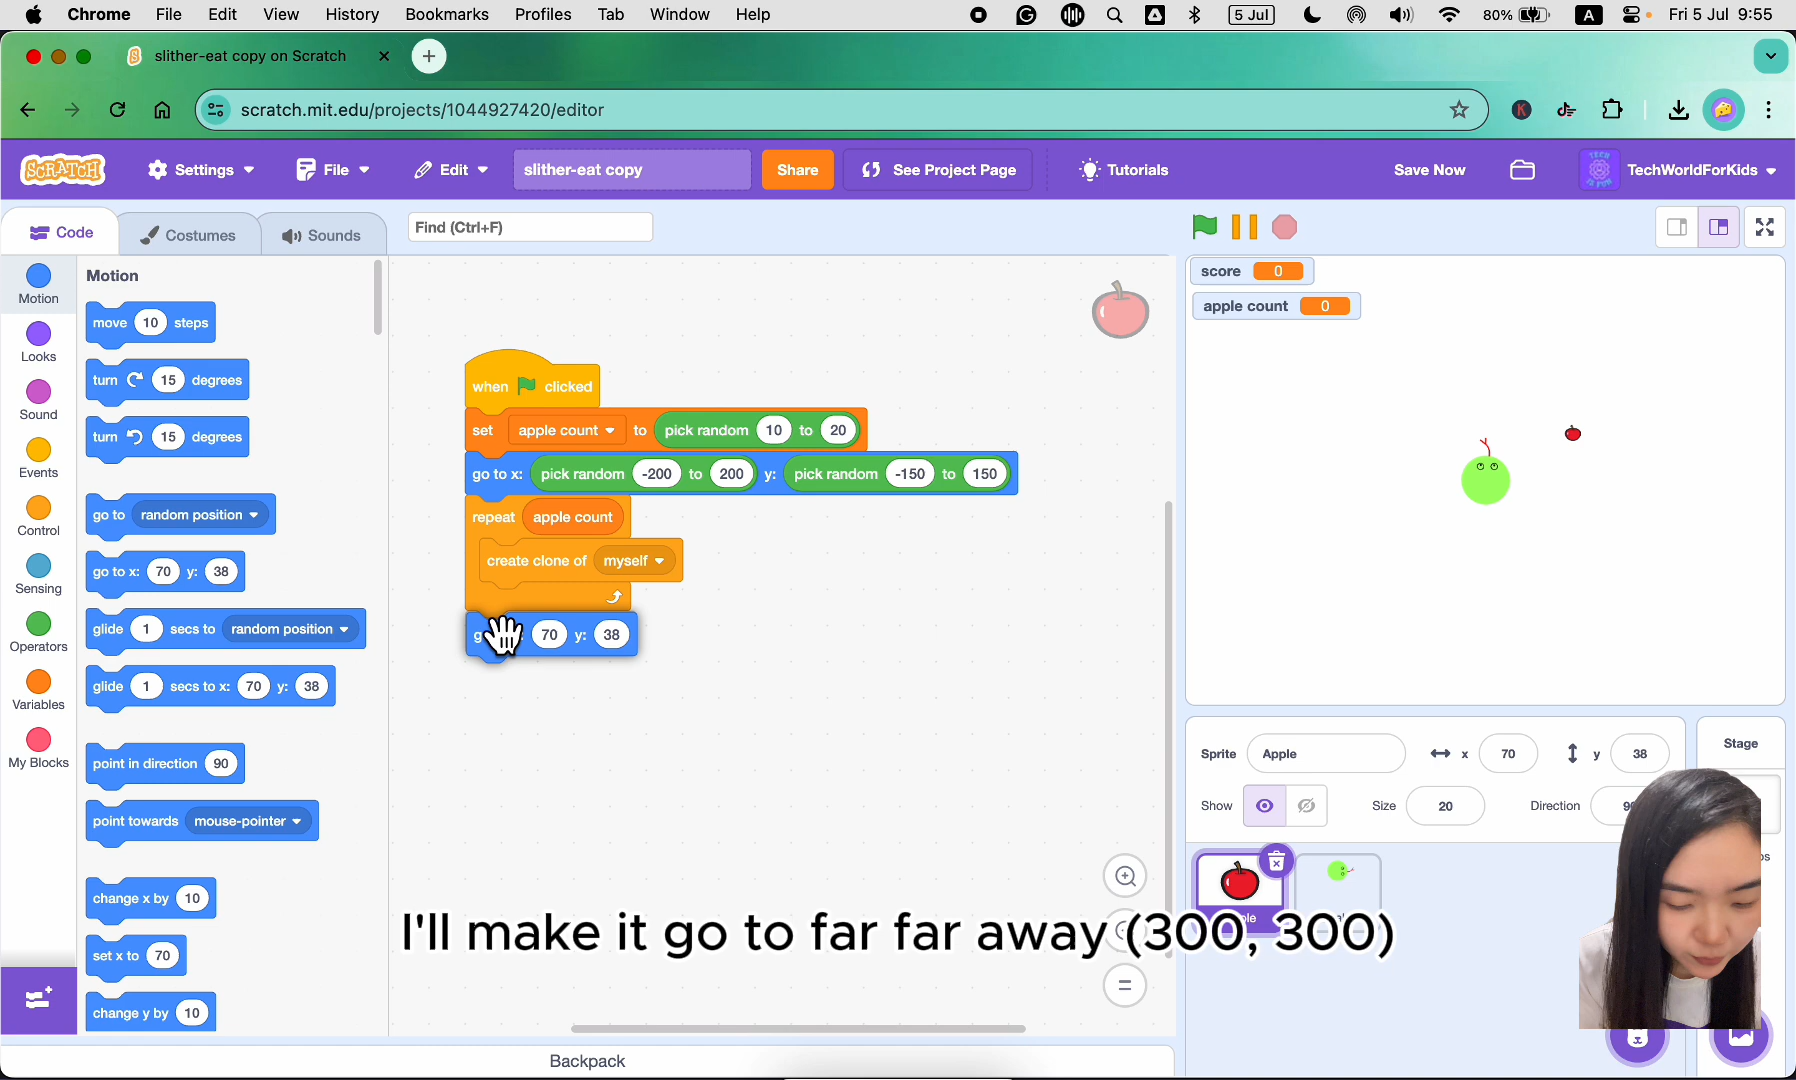 Chrome File Edit View History Bookmarks Profiles Tab Window Help 5 Jul 80% A Fri 5 Jul 9:55
slither-eat copy on Scratch
scratch.mit.edu/projects/1044927420/editor
SCRATCH Settings File Edit slither-eat copy Share See Project Page Tutorials Save Now TechWorldForKids
Code Costumes Sounds Find (Ctrl+F)
Motion
Looks
Sound
Events
Control
Sensing
Operators
Variables
My Blocks
Motion
move 10 steps
turn 15 degrees
turn 15 degrees
go to random position
go to x: 70 y: 38
glide 1 secs to random position
glide 1 secs to x: 70 y: 38
point in direction 90
point towards mouse-pointer
change x by 10
set x to 70
change y by 10
when clicked
set apple count to pick random 10 to 20
go to x: pick random -200 to 200 y: pick random -150 to 150
repeat apple count
create clone of myself
70 y: 38
score 0
apple count 0
Sprite Apple x 70 y 38
Show Size 20 Direction
Stage
I'll make it go to far far away (300, 300)
Backpack